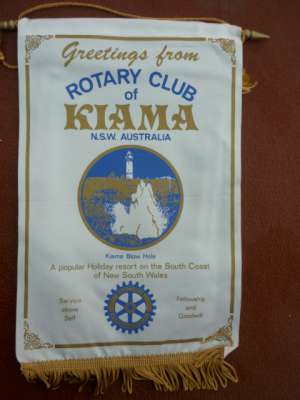 Greetings from
ROTARY CLUB
of
KIAMA
N.S.W. AUSTRALIA
Kiama Blow Hole
A popular Holiday resort on the South Coast
of New South Wales
Service
above
Self
Fellowship
and
Goodwill